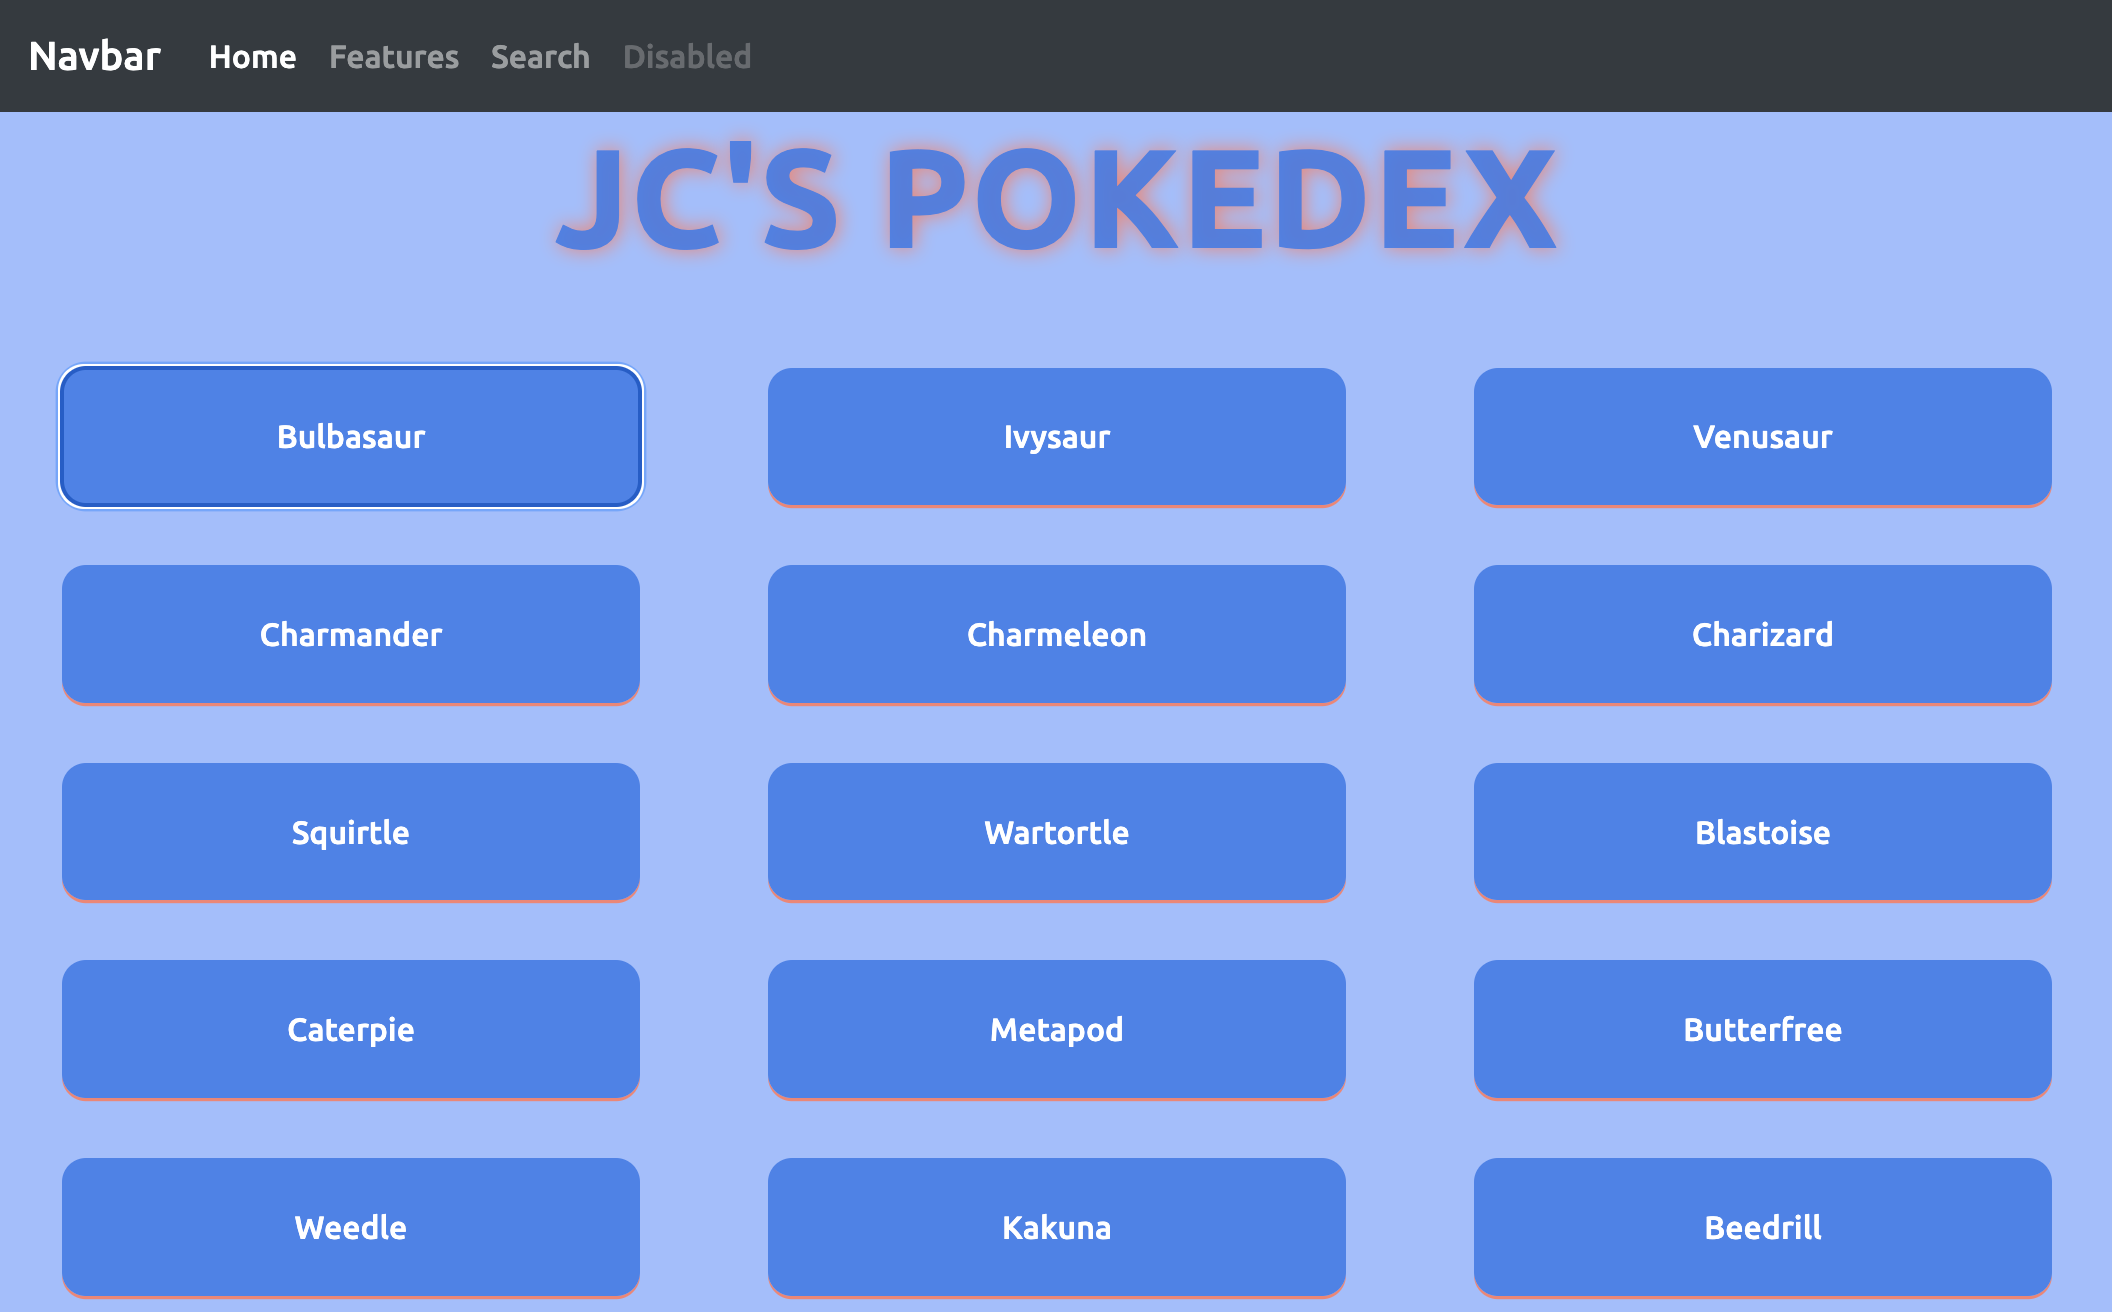 Navbar Home Features Search Disabled
JC'S POKEDEX
Bulbasaur Ivysaur Venusaur
Charmander Charmeleon Charizard
Squirtle Wartortle Blastoise
Caterpie Metapod Butterfree
Weedle Kakuna Beedrill